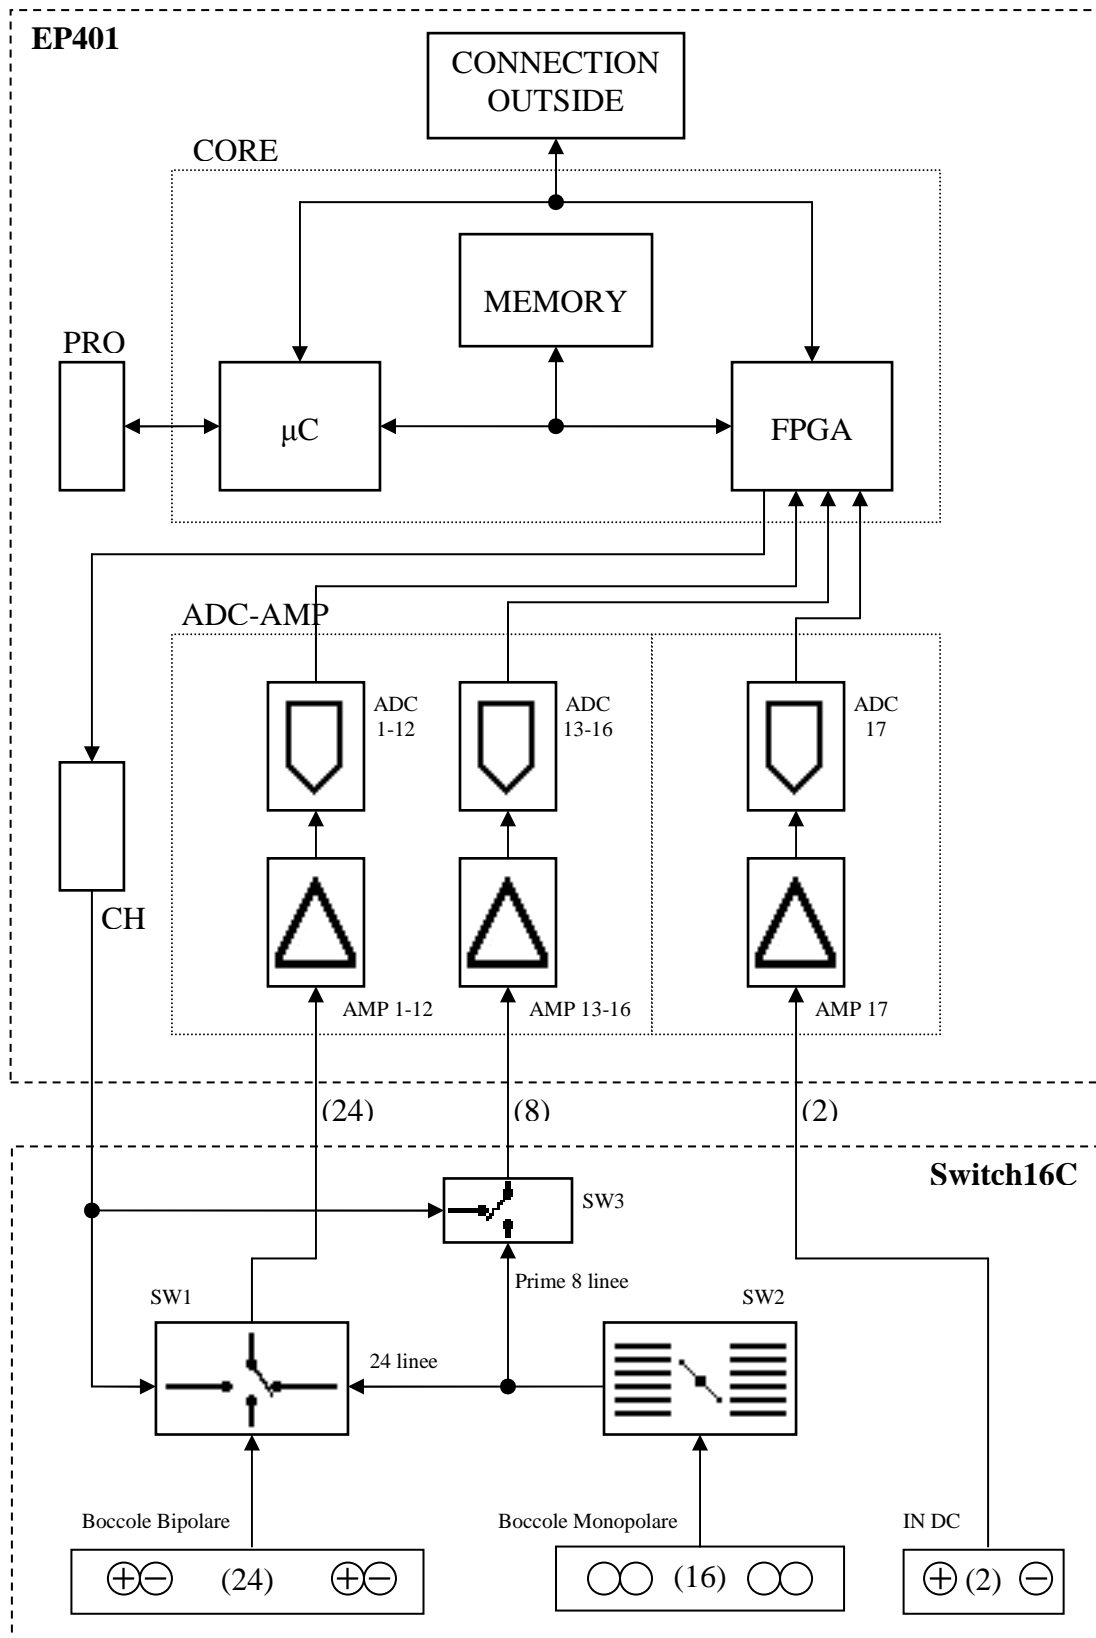 EP401
CONNECTION
OUTSIDE
CORE
MEMORY
PRO
μC
FPGA
ADC-AMP
ADC
1-12
ADC
13-16
ADC
17
CH
AMP 1-12
AMP 13-16
AMP 17
(24)
(8)
(2)
Switch16C
SW3
Prime 8 linee
SW1
SW2
24 linee
Boccole Bipolare
Boccole Monopolare
IN DC
+ - (24) + -
(16)
+ (2) -